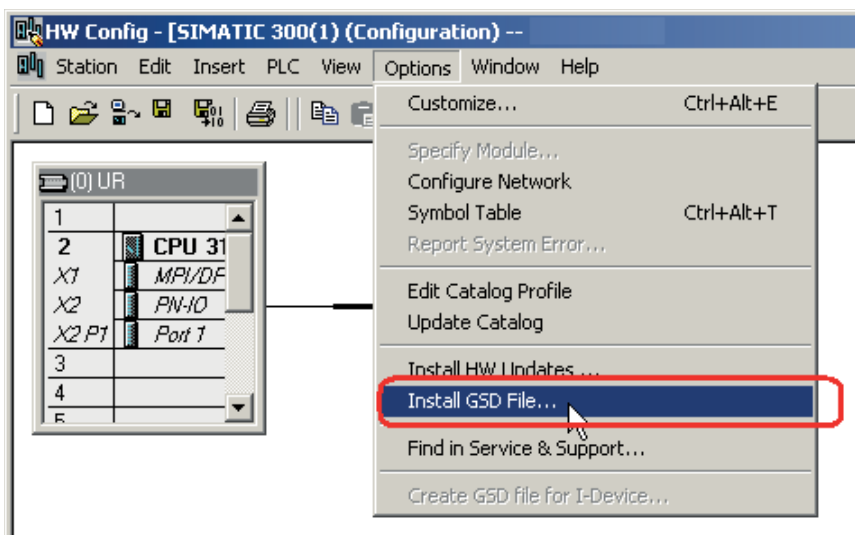 HW Config - [SIMATIC 300(1) (Configuration) --
Station Edit Insert PLC View Options Window Help
Customize... Ctrl+Alt+E
Specify Module...
Configure Network
Symbol Table Ctrl+Alt+T
Report System Error...
Edit Catalog Profile
Update Catalog
Install HW Updates ...
Install GSD File...
Find in Service & Support...
Create GSD file for I-Device...
(0) UR
1
2 CPU 31
X1 MPI/DP
X2 PN-IO
X2 P1 Port 1
3
4
5